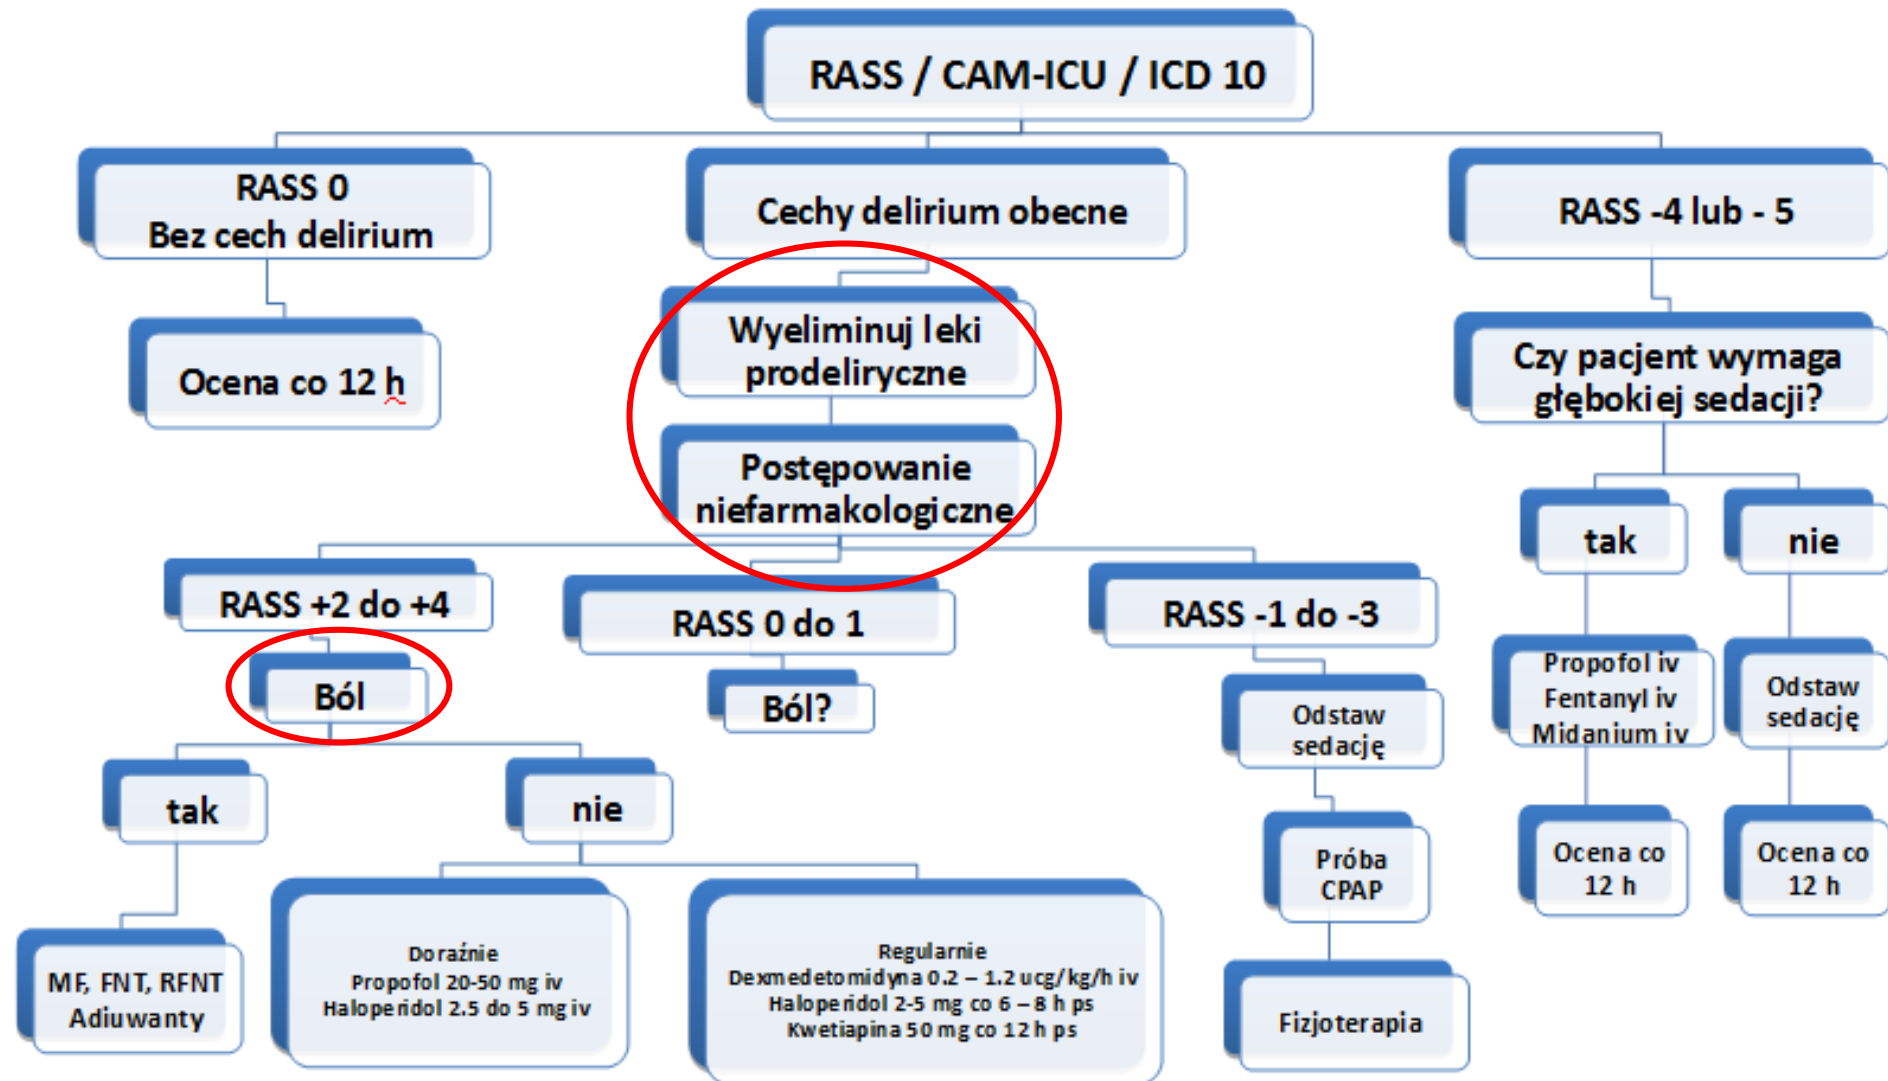 RASS / CAM-ICU / ICD 10
RASS 0
Bez cech delirium
Cechy delirium obecne
RASS -4 lub - 5
Ocena co 12 h
Wyeliminuj leki
prodeliryczne
Czy pacjent wymaga
głębokiej sedacji?
Postępowanie
niefarmakologiczne
tak
nie
RASS +2 do +4
RASS 0 do 1
RASS -1 do -3
Propofol iv
Fentanyl iv
Midanium iv
Odstaw
sedację
Ból
Ból?
Odstaw
sedację
tak
nie
Próba
CPAP
Ocena co
12 h
Ocena co
12 h
MF, FNT, RFNT
Adiuwanty
Doraźnie
Propofol 20-50 mg iv
Haloperidol 2.5 do 5 mg iv
Regularnie
Dexmedetomidyna 0.2 – 1.2 ucg/kg/h iv
Haloperidol 2-5 mg co 6 – 8 h ps
Kwetiapina 50 mg co 12 h ps
Fizjoterapia